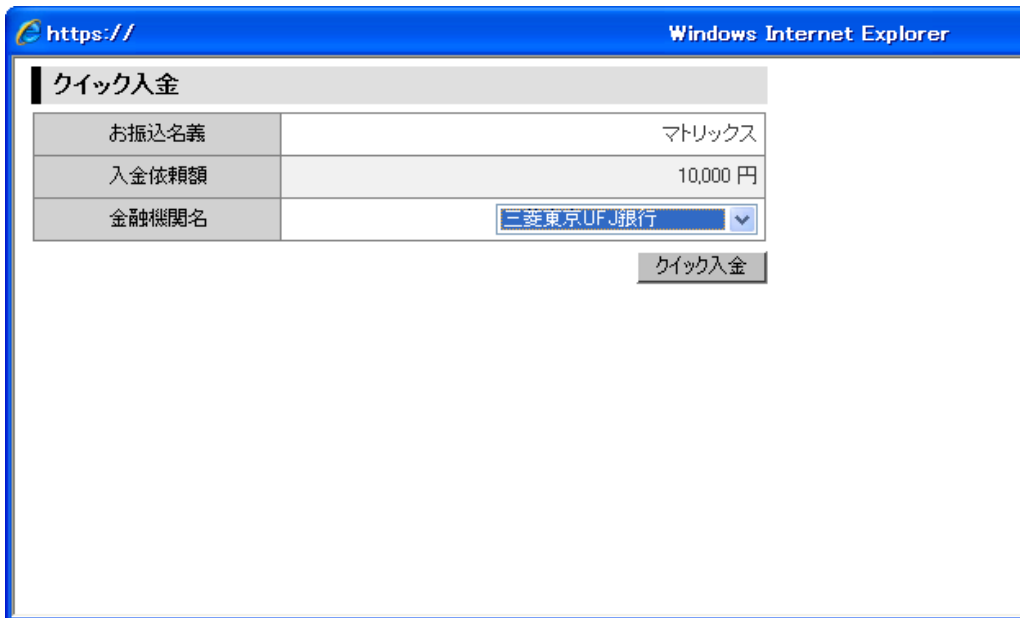 https:// Windows Internet Explorer
クイック入金
お振込名義 マトリックス
入金依頼額 10,000 円
金融機関名 三菱東京UFJ銀行
クイック入金